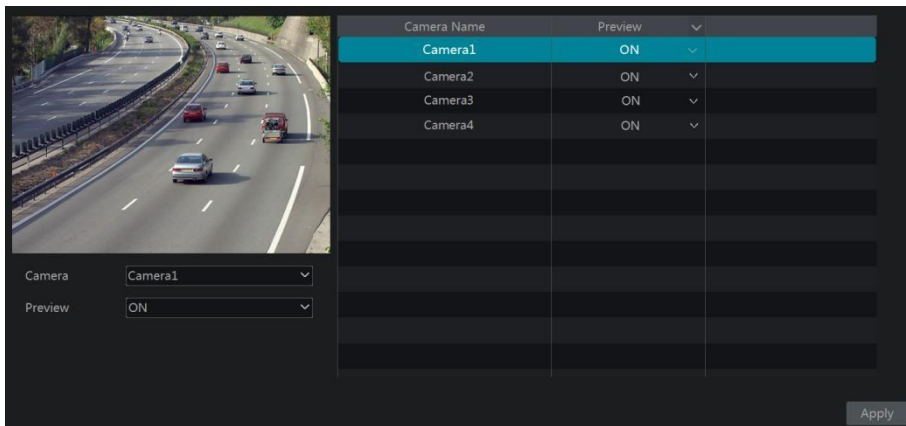 Camera Name Preview
Camera1 ON
Camera2 ON
Camera3 ON
Camera4 ON
Camera Camera1
Preview ON
Apply